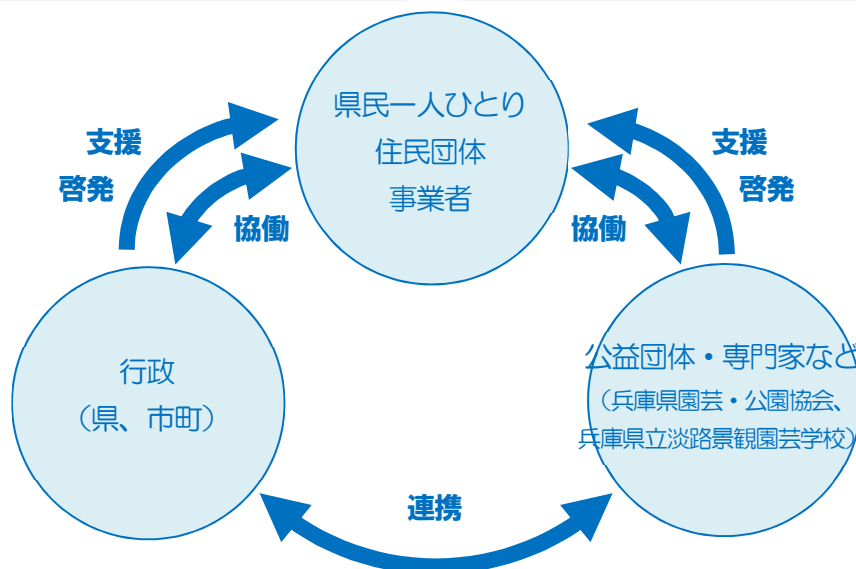 県民一人ひとり
住民団体
事業者
支援
啓発
協働
支援
啓発
協働
行政
（県、市町）
公益団体・専門家など
（兵庫県園芸・公園協会、
兵庫県立淡路景観園芸学校）
連携